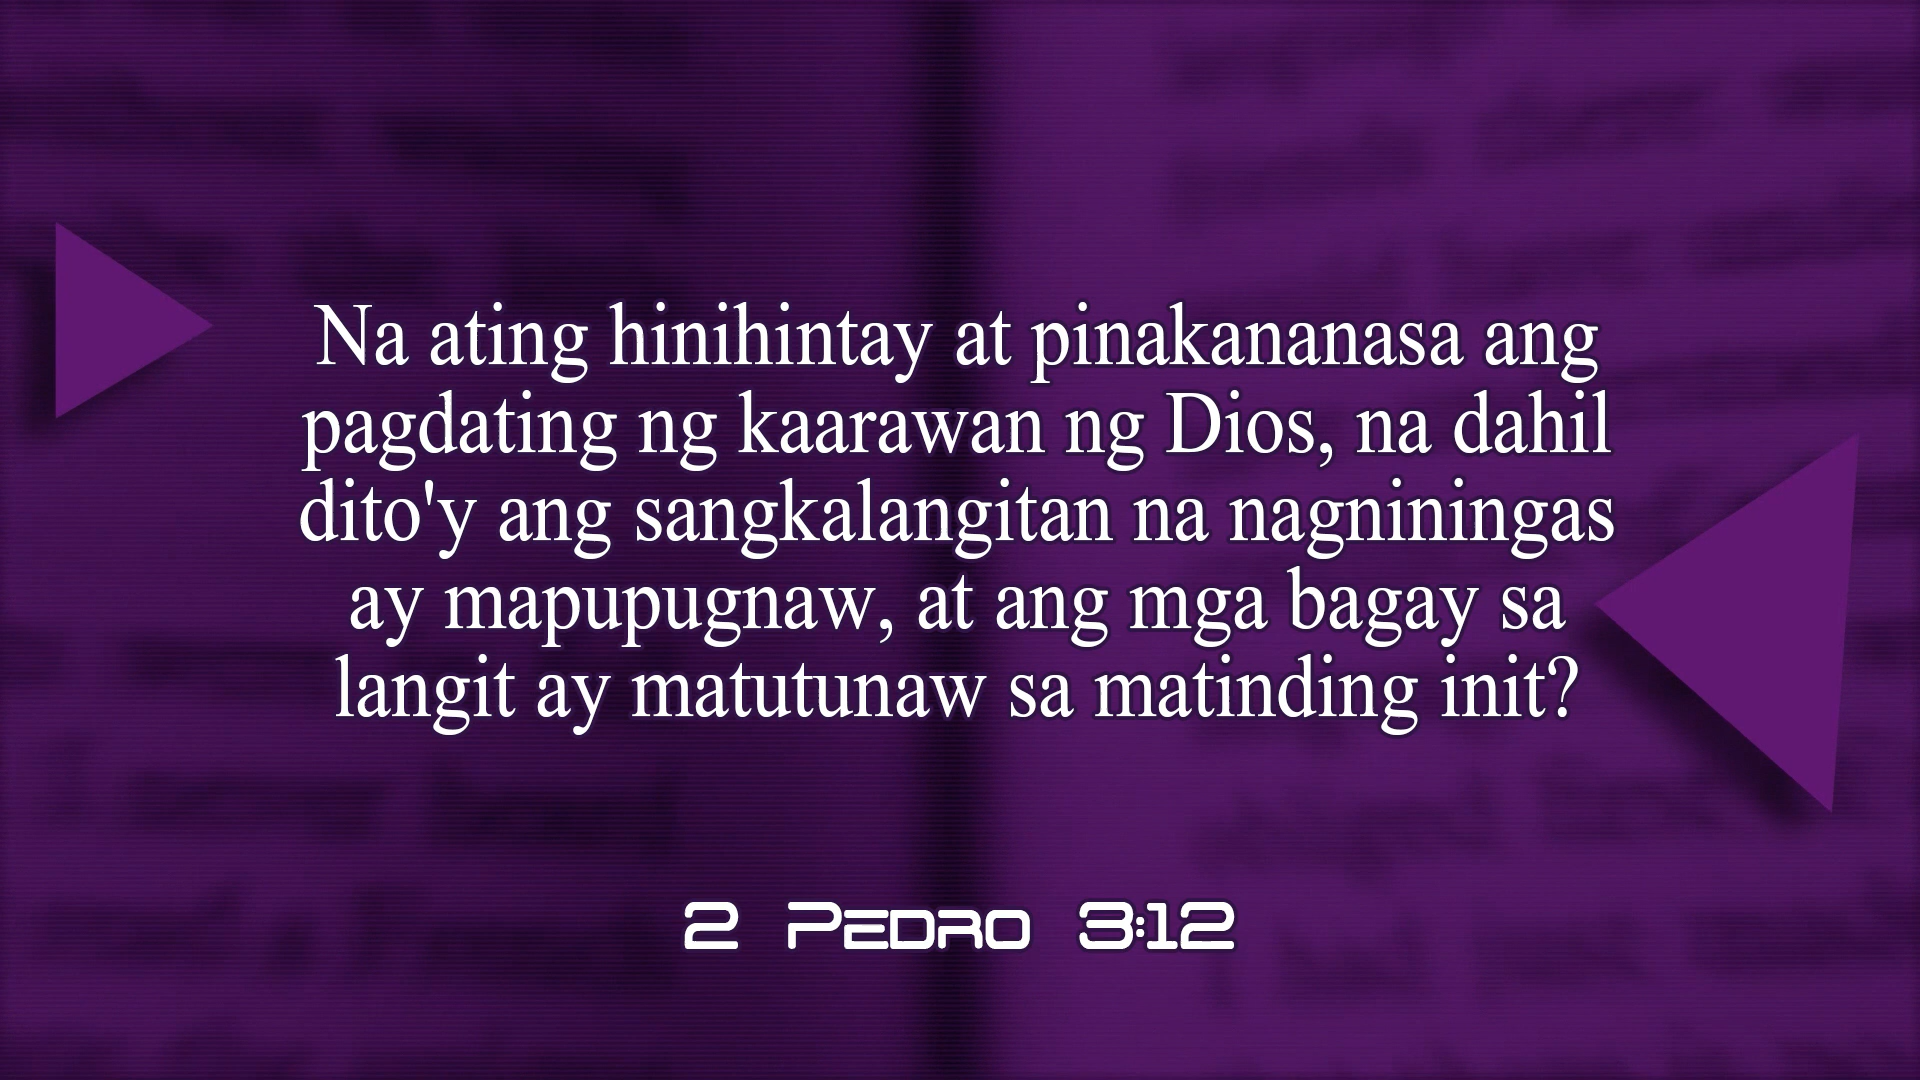 Na ating hinihintay at pinakananasa ang
pagdating ng kaarawan ng Dios, na dahil
dito'y ang sangkalangitan na nagniningas
ay mapupugnaw, at ang mga bagay sa
langit ay matutunaw sa matinding init?
2 Pedro 3:12